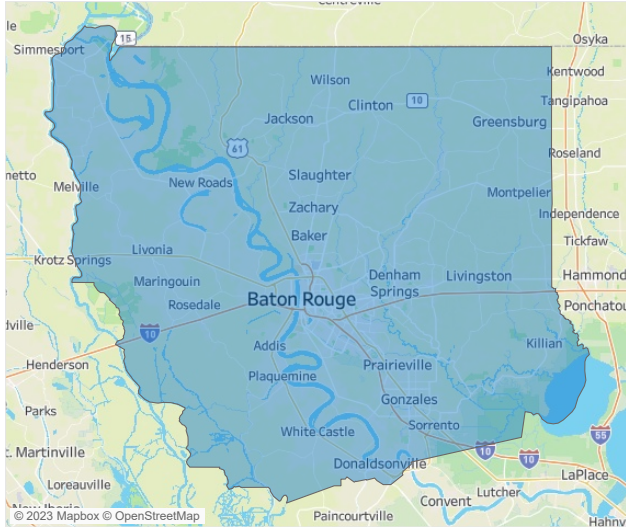 Centreville
15
Simmesport
Osyka
Kentwood
Wilson
Clinton
10
Tangipahoa
Jackson
Greensburg
61
Roseland
Slaughter
Melville
New Roads
Montpelier
Zachary
Independence
Baker
Tickfaw
Livonia
Krotz Springs
Denham
Springs
Livingston
Hammond
Maringouin
Baton Rouge
Rosedale
Ponchatou
10
Addis
Killian
Henderson
Prairieville
Plaquemine
Gonzales
Parks
Sorrento
White Castle
55
t. Martinville
10
10
Donaldsonville
LaPlace
Loreauville
Lutcher
Convent
Paincourtville
© 2023 Mapbox © OpenStreetMap
Hahnv